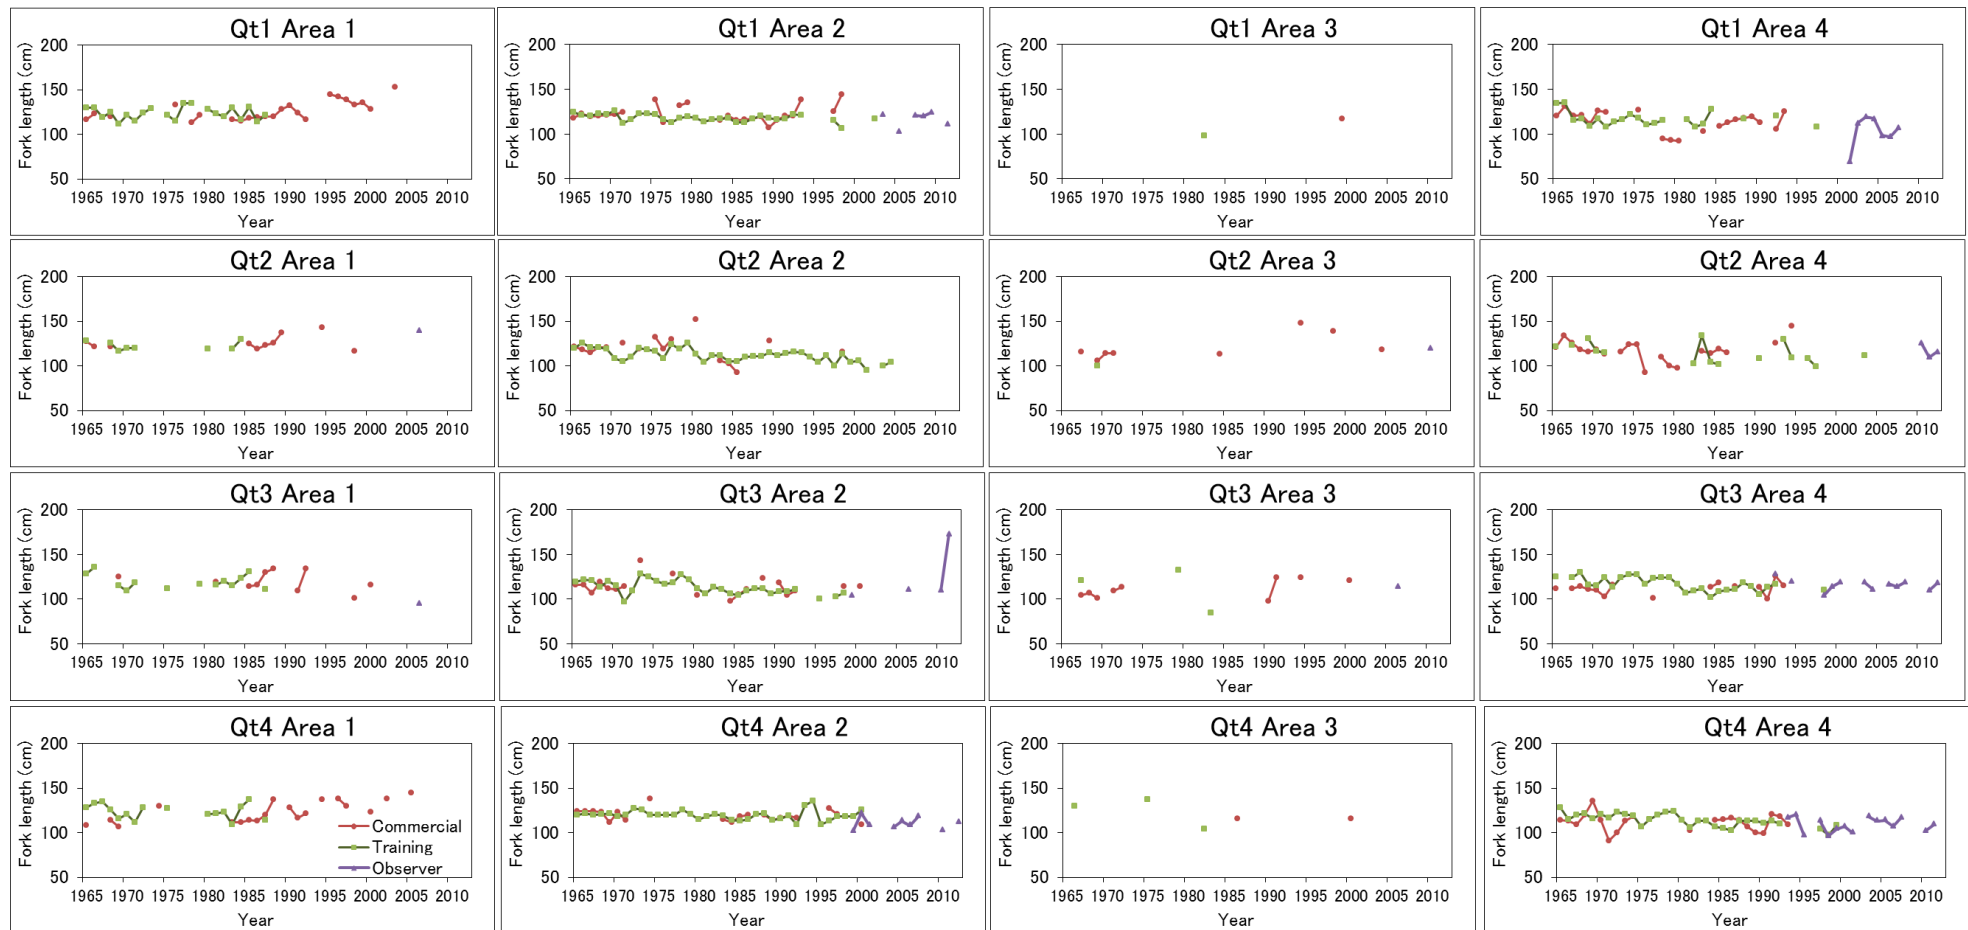 Qt1 Area 1
Fork length (cm)
200
150
100
50
1965 1970 1975 1980 1985 1990 1995 2000 2005 2010
Year
Qt1 Area 2
Fork length (cm)
200
150
100
50
1965 1970 1975 1980 1985 1990 1995 2000 2005 2010
Year
Qt1 Area 3
Fork length (cm)
200
150
100
50
1965 1970 1975 1980 1985 1990 1995 2000 2005 2010
Year
Qt1 Area 4
Fork length (cm)
200
150
100
50
1965 1970 1975 1980 1985 1990 1995 2000 2005 2010
Year
Qt2 Area 1
Fork length (cm)
200
150
100
50
1965 1970 1975 1980 1985 1990 1995 2000 2005 2010
Year
Qt2 Area 2
Fork length (cm)
200
150
100
50
1965 1970 1975 1980 1985 1990 1995 2000 2005 2010
Year
Qt2 Area 3
Fork length (cm)
200
150
100
50
1965 1970 1975 1980 1985 1990 1995 2000 2005 2010
Year
Qt2 Area 4
Fork length (cm)
200
150
100
50
1965 1970 1975 1980 1985 1990 1995 2000 2005 2010
Year
Qt3 Area 1
Fork length (cm)
200
150
100
50
1965 1970 1975 1980 1985 1990 1995 2000 2005 2010
Year
Qt3 Area 2
Fork length (cm)
200
150
100
50
1965 1970 1975 1980 1985 1990 1995 2000 2005 2010
Year
Qt3 Area 3
Fork length (cm)
200
150
100
50
1965 1970 1975 1980 1985 1990 1995 2000 2005 2010
Year
Qt3 Area 4
Fork length (cm)
200
150
100
50
1965 1970 1975 1980 1985 1990 1995 2000 2005 2010
Year
Qt4 Area 1
Fork length (cm)
200
150
100
50
Commercial
Training
Observer
1965 1970 1975 1980 1985 1990 1995 2000 2005 2010
Year
Qt4 Area 2
Fork length (cm)
200
150
100
50
1965 1970 1975 1980 1985 1990 1995 2000 2005 2010
Year
Qt4 Area 3
Fork length (cm)
200
150
100
50
1965 1970 1975 1980 1985 1990 1995 2000 2005 2010
Year
Qt4 Area 4
Fork length (cm)
200
150
100
50
1965 1970 1975 1980 1985 1990 1995 2000 2005 2010
Year